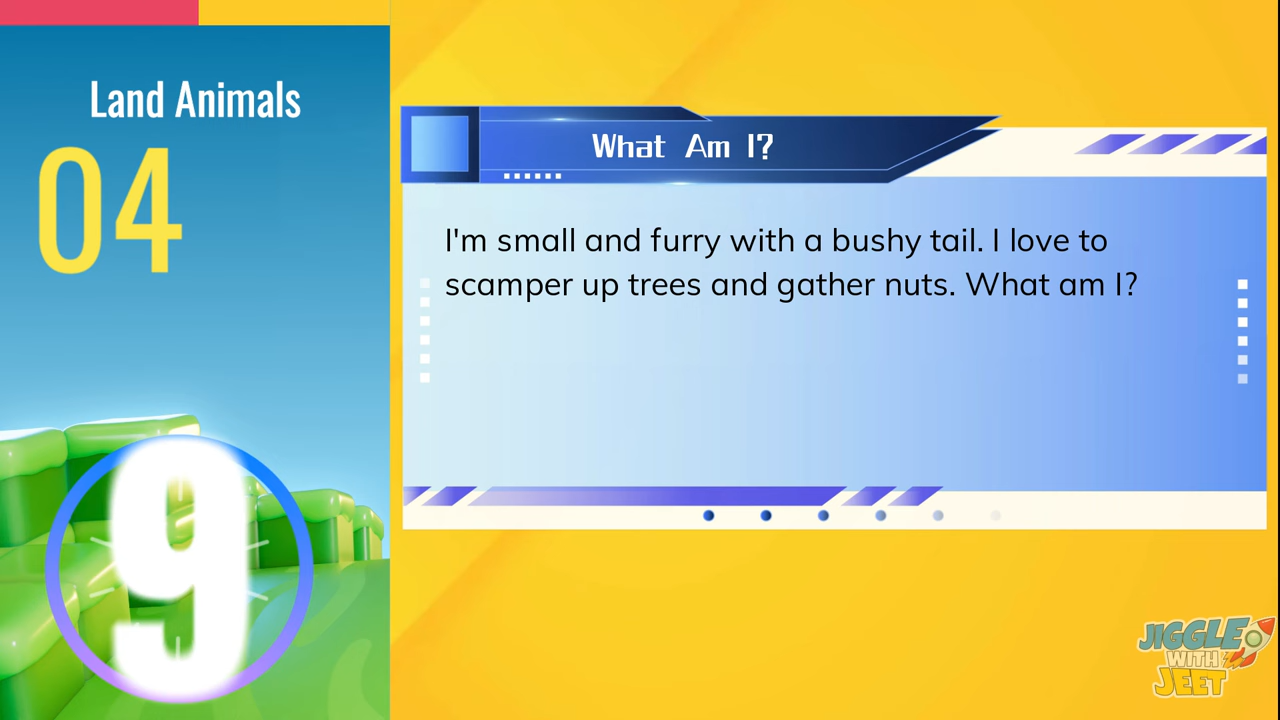 Land Animals
04
What Am I?
I'm small and furry with a bushy tail. I love to
scamper up trees and gather nuts. What am I?
9
JIGGLE
WITH
JEET